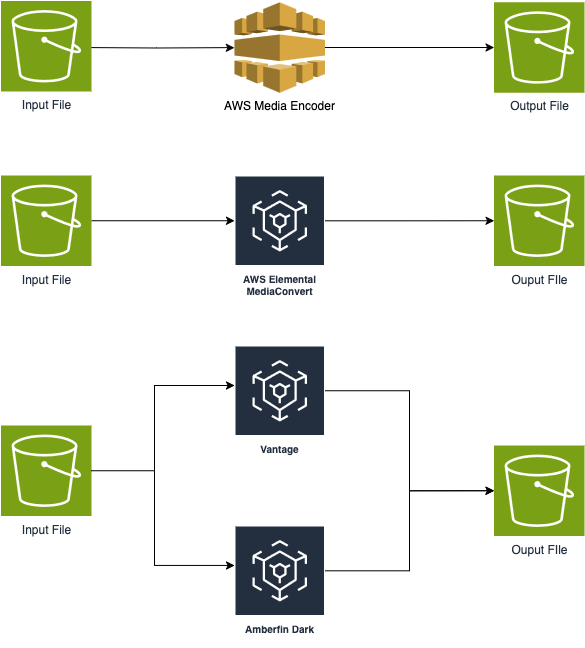 Input File
AWS Media Encoder
Output File
Input File
AWS Elemental
MediaConvert
Ouput FIle
Vantage
Input File
Ouput FIle
Amberfin Dark